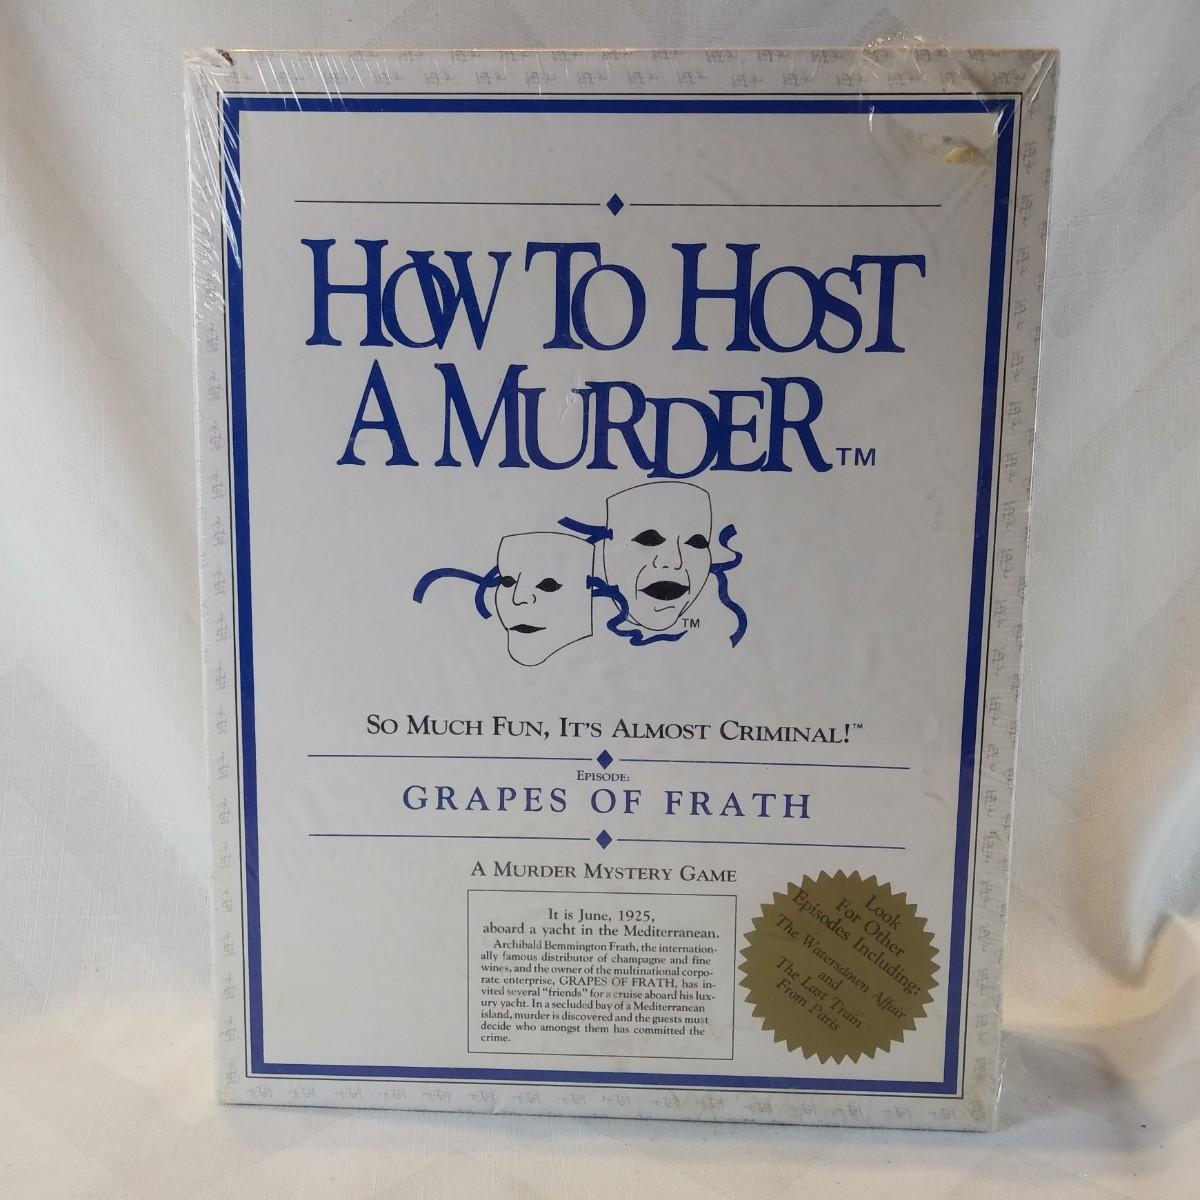 HOW TO HOST
A MURDER™
TM
SO MUCH FUN, IT'S ALMOST CRIMINAL!™
EPISODE:
GRAPES OF FRATH
A MURDER MYSTERY GAME
It is June, 1925,
aboard a yacht in the Mediterranean.
Archibald Bemmington Frath, the internation-
ally famous distributor of champagne and fine
wines, and the owner of the multinational corpo-
rate enterprise, GRAPES OF FRATH, has in-
vited several "friends" for a cruise aboard his lux-
ury yacht. In a secluded bay of a Mediterranean
island, murder is discovered and the guests must
decide who amongst them has committed the
crime.
Look
For Other
Episodes Including:
The Watersdown Affair
and
The Last Train
From Paris